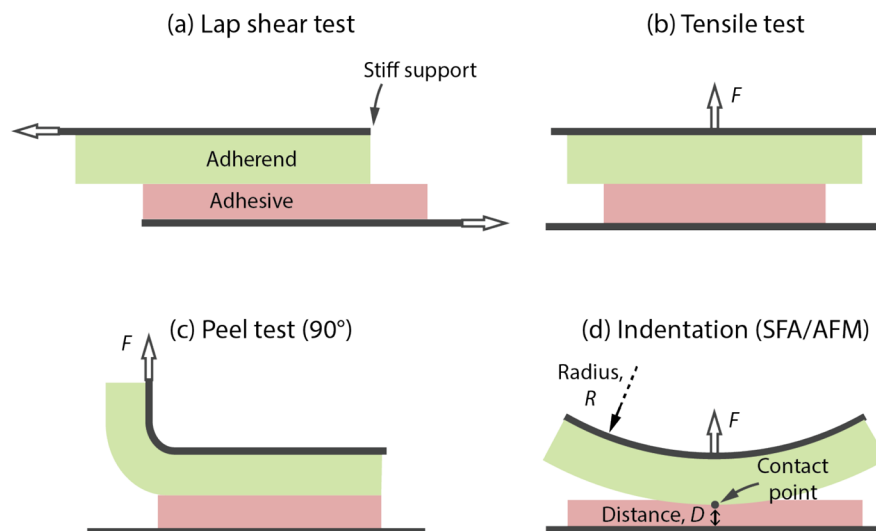 (a) Lap shear test
Stiff support
Adherend
Adhesive
(b) Tensile test
F
(c) Peel test (90°)
F
(d) Indentation (SFA/AFM)
Radius,
R
F
Contact
point
Distance, D